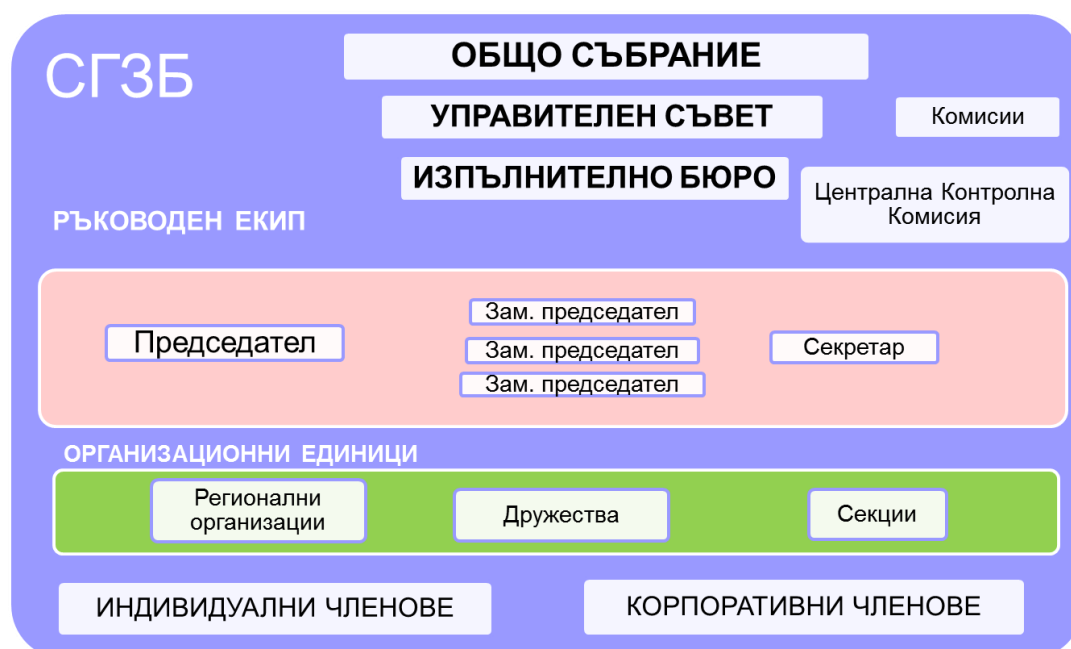 СГЗБ
ОБЩО СЪБРАНИЕ
УПРАВИТЕЛЕН СЪВЕТ
Комисии
ИЗПЪЛНИТЕЛНО БЮРО
Централна Контролна
Комисия
РЪКОВОДЕН ЕКИП
Председател
Зам. председател
Зам. председател
Зам. председател
Секретар
ОРГАНИЗАЦИОННИ ЕДИНИЦИ
Регионални
организации
Дружества
Секции
ИНДИВИДУАЛНИ ЧЛЕНОВЕ
КОРПОРАТИВНИ ЧЛЕНОВЕ